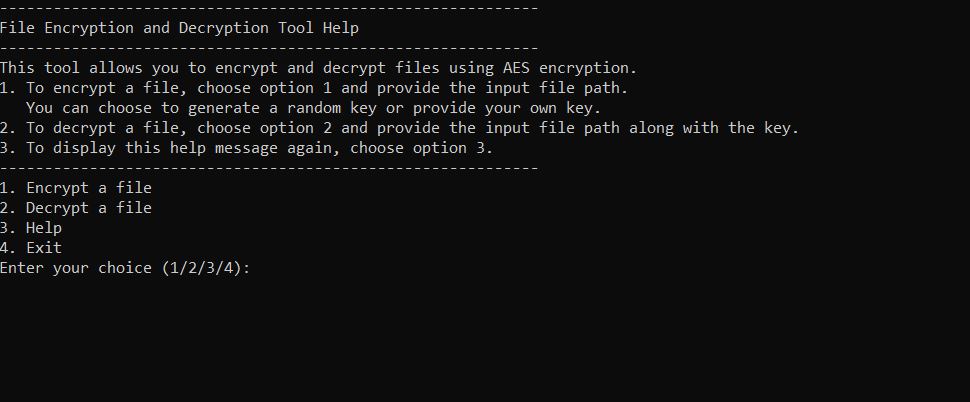 ------------------------------------------------------------
File Encryption and Decryption Tool Help
------------------------------------------------------------
This tool allows you to encrypt and decrypt files using AES encryption.
1. To encrypt a file, choose option 1 and provide the input file path.
   You can choose to generate a random key or provide your own key.
2. To decrypt a file, choose option 2 and provide the input file path along with the key.
3. To display this help message again, choose option 3.
------------------------------------------------------------
1. Encrypt a file
2. Decrypt a file
3. Help
4. Exit
Enter your choice (1/2/3/4):